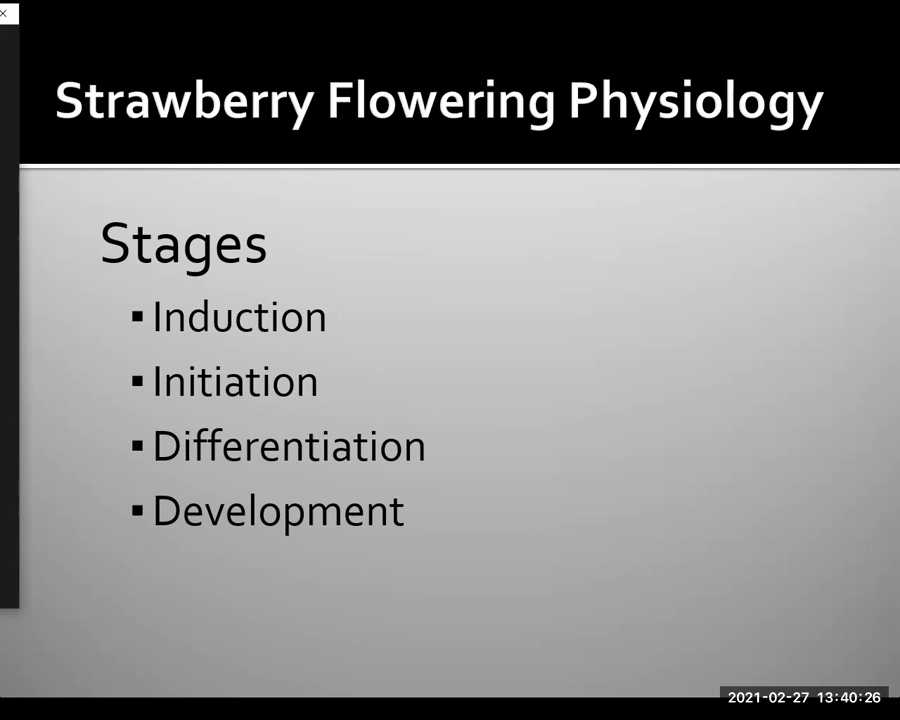 Strawberry Flowering Physiology
Stages
▪ Induction
▪ Initiation
▪ Differentiation
▪ Development
2021-02-27 13:40:26